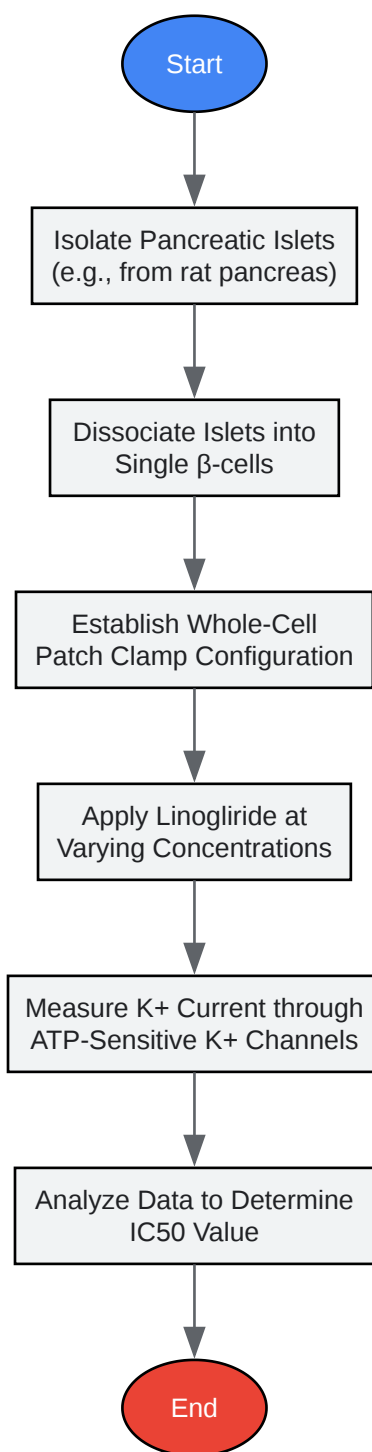 Start
Isolate Pancreatic Islets
(e.g., from rat pancreas)
Dissociate Islets into
Single β-cells
Establish Whole-Cell
Patch Clamp Configuration
Apply Linogliride at
Varying Concentrations
Measure K+ Current through
ATP-Sensitive K+ Channels
Analyze Data to Determine
IC50 Value
End